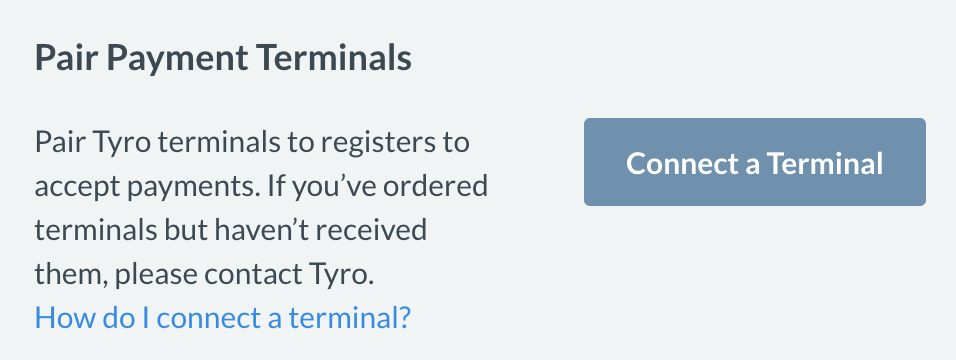 Pair Payment Terminals
Pair Tyro terminals to registers to
accept payments. If you’ve ordered
terminals but haven’t received
them, please contact Tyro.
How do I connect a terminal?
Connect a Terminal